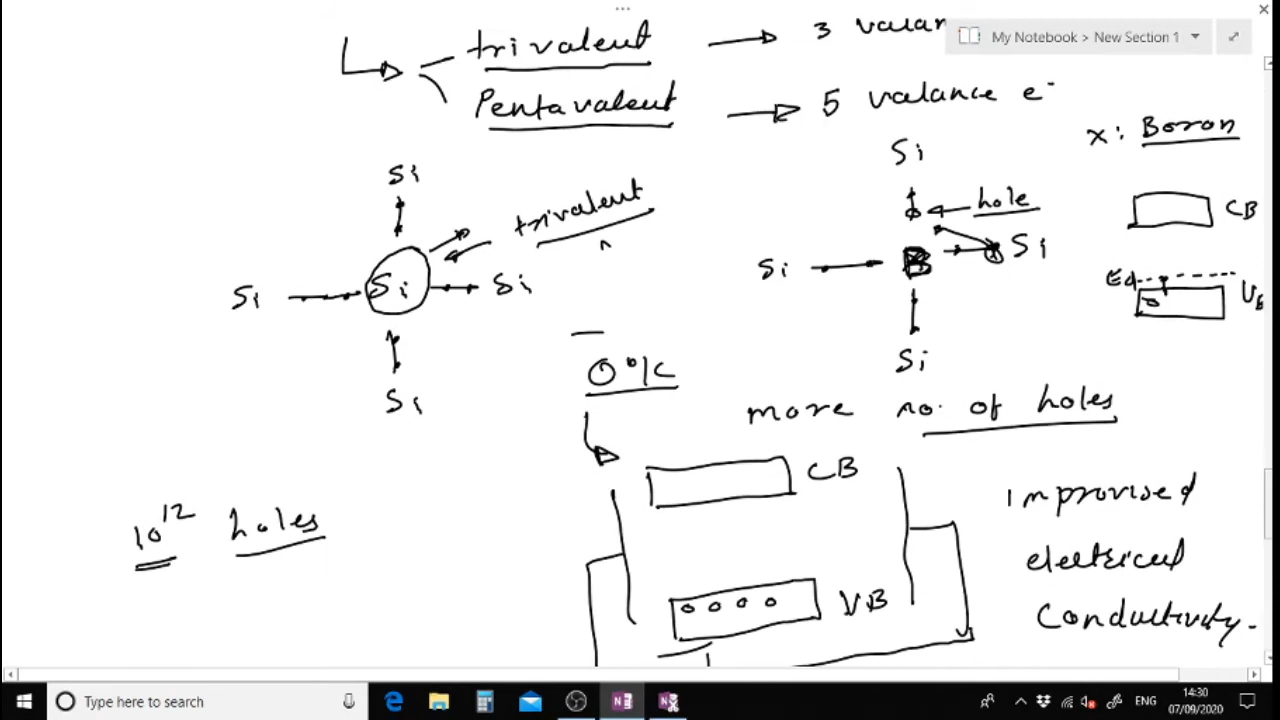 trivalent → 3 valan
My Notebook > New Section 1
Pentavalent → 5 valance e-
x: Boron
Si
Si
hole
CB
trivalent
Si
B
Si
Si
Si
Si
Ed
VB
Si
Si
0°/c
more no. of holes
CB
improvised
10¹² holes
electrical
VB
Conductivity.
Type here to search
ENG
14:30
07/09/2020